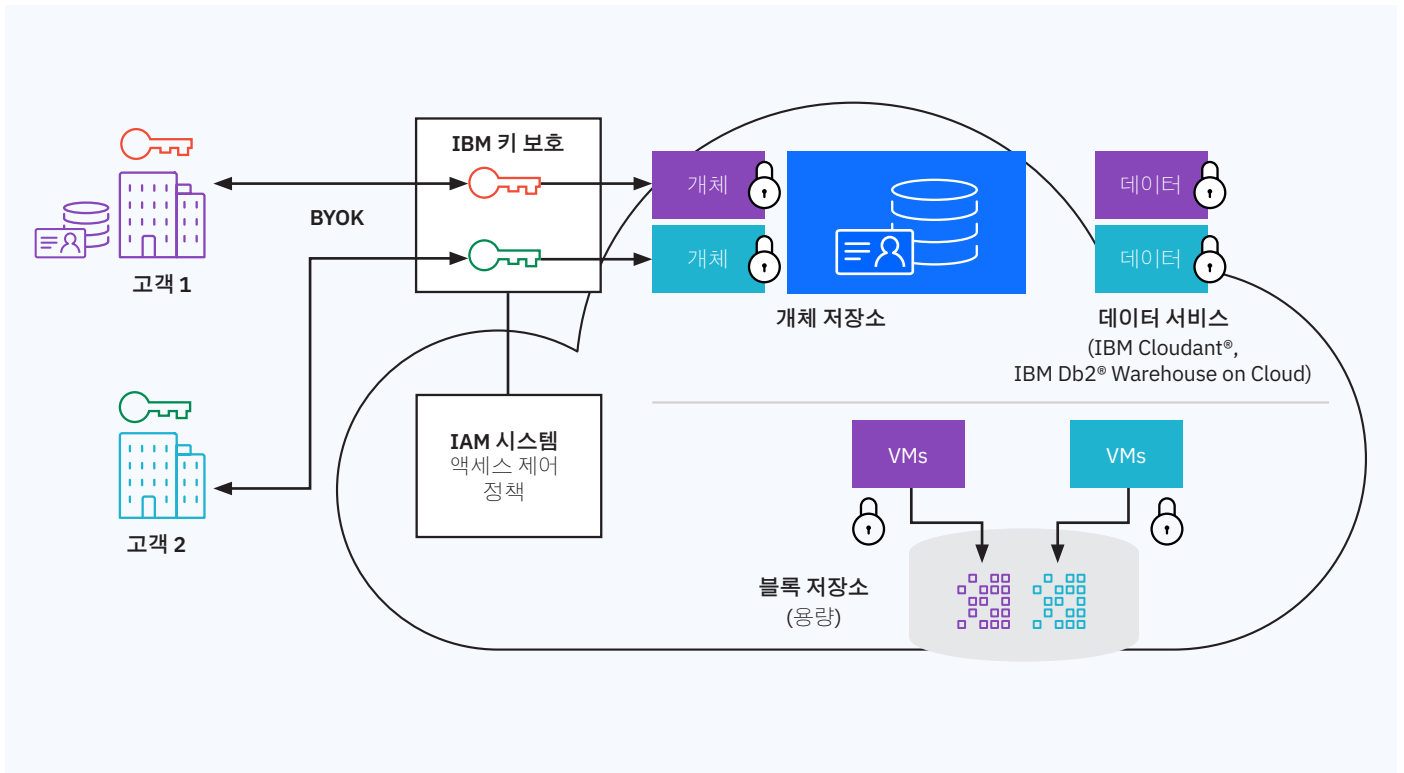 IBM 키 보호
BYOK
고객 1
고객 2
IAM 시스템
액세스 제어
정책
개체
개체
개체 저장소
데이터
데이터
데이터 서비스
(IBM Cloudant®,
IBM Db2® Warehouse on Cloud)
VMs
VMs
블록 저장소
(용량)